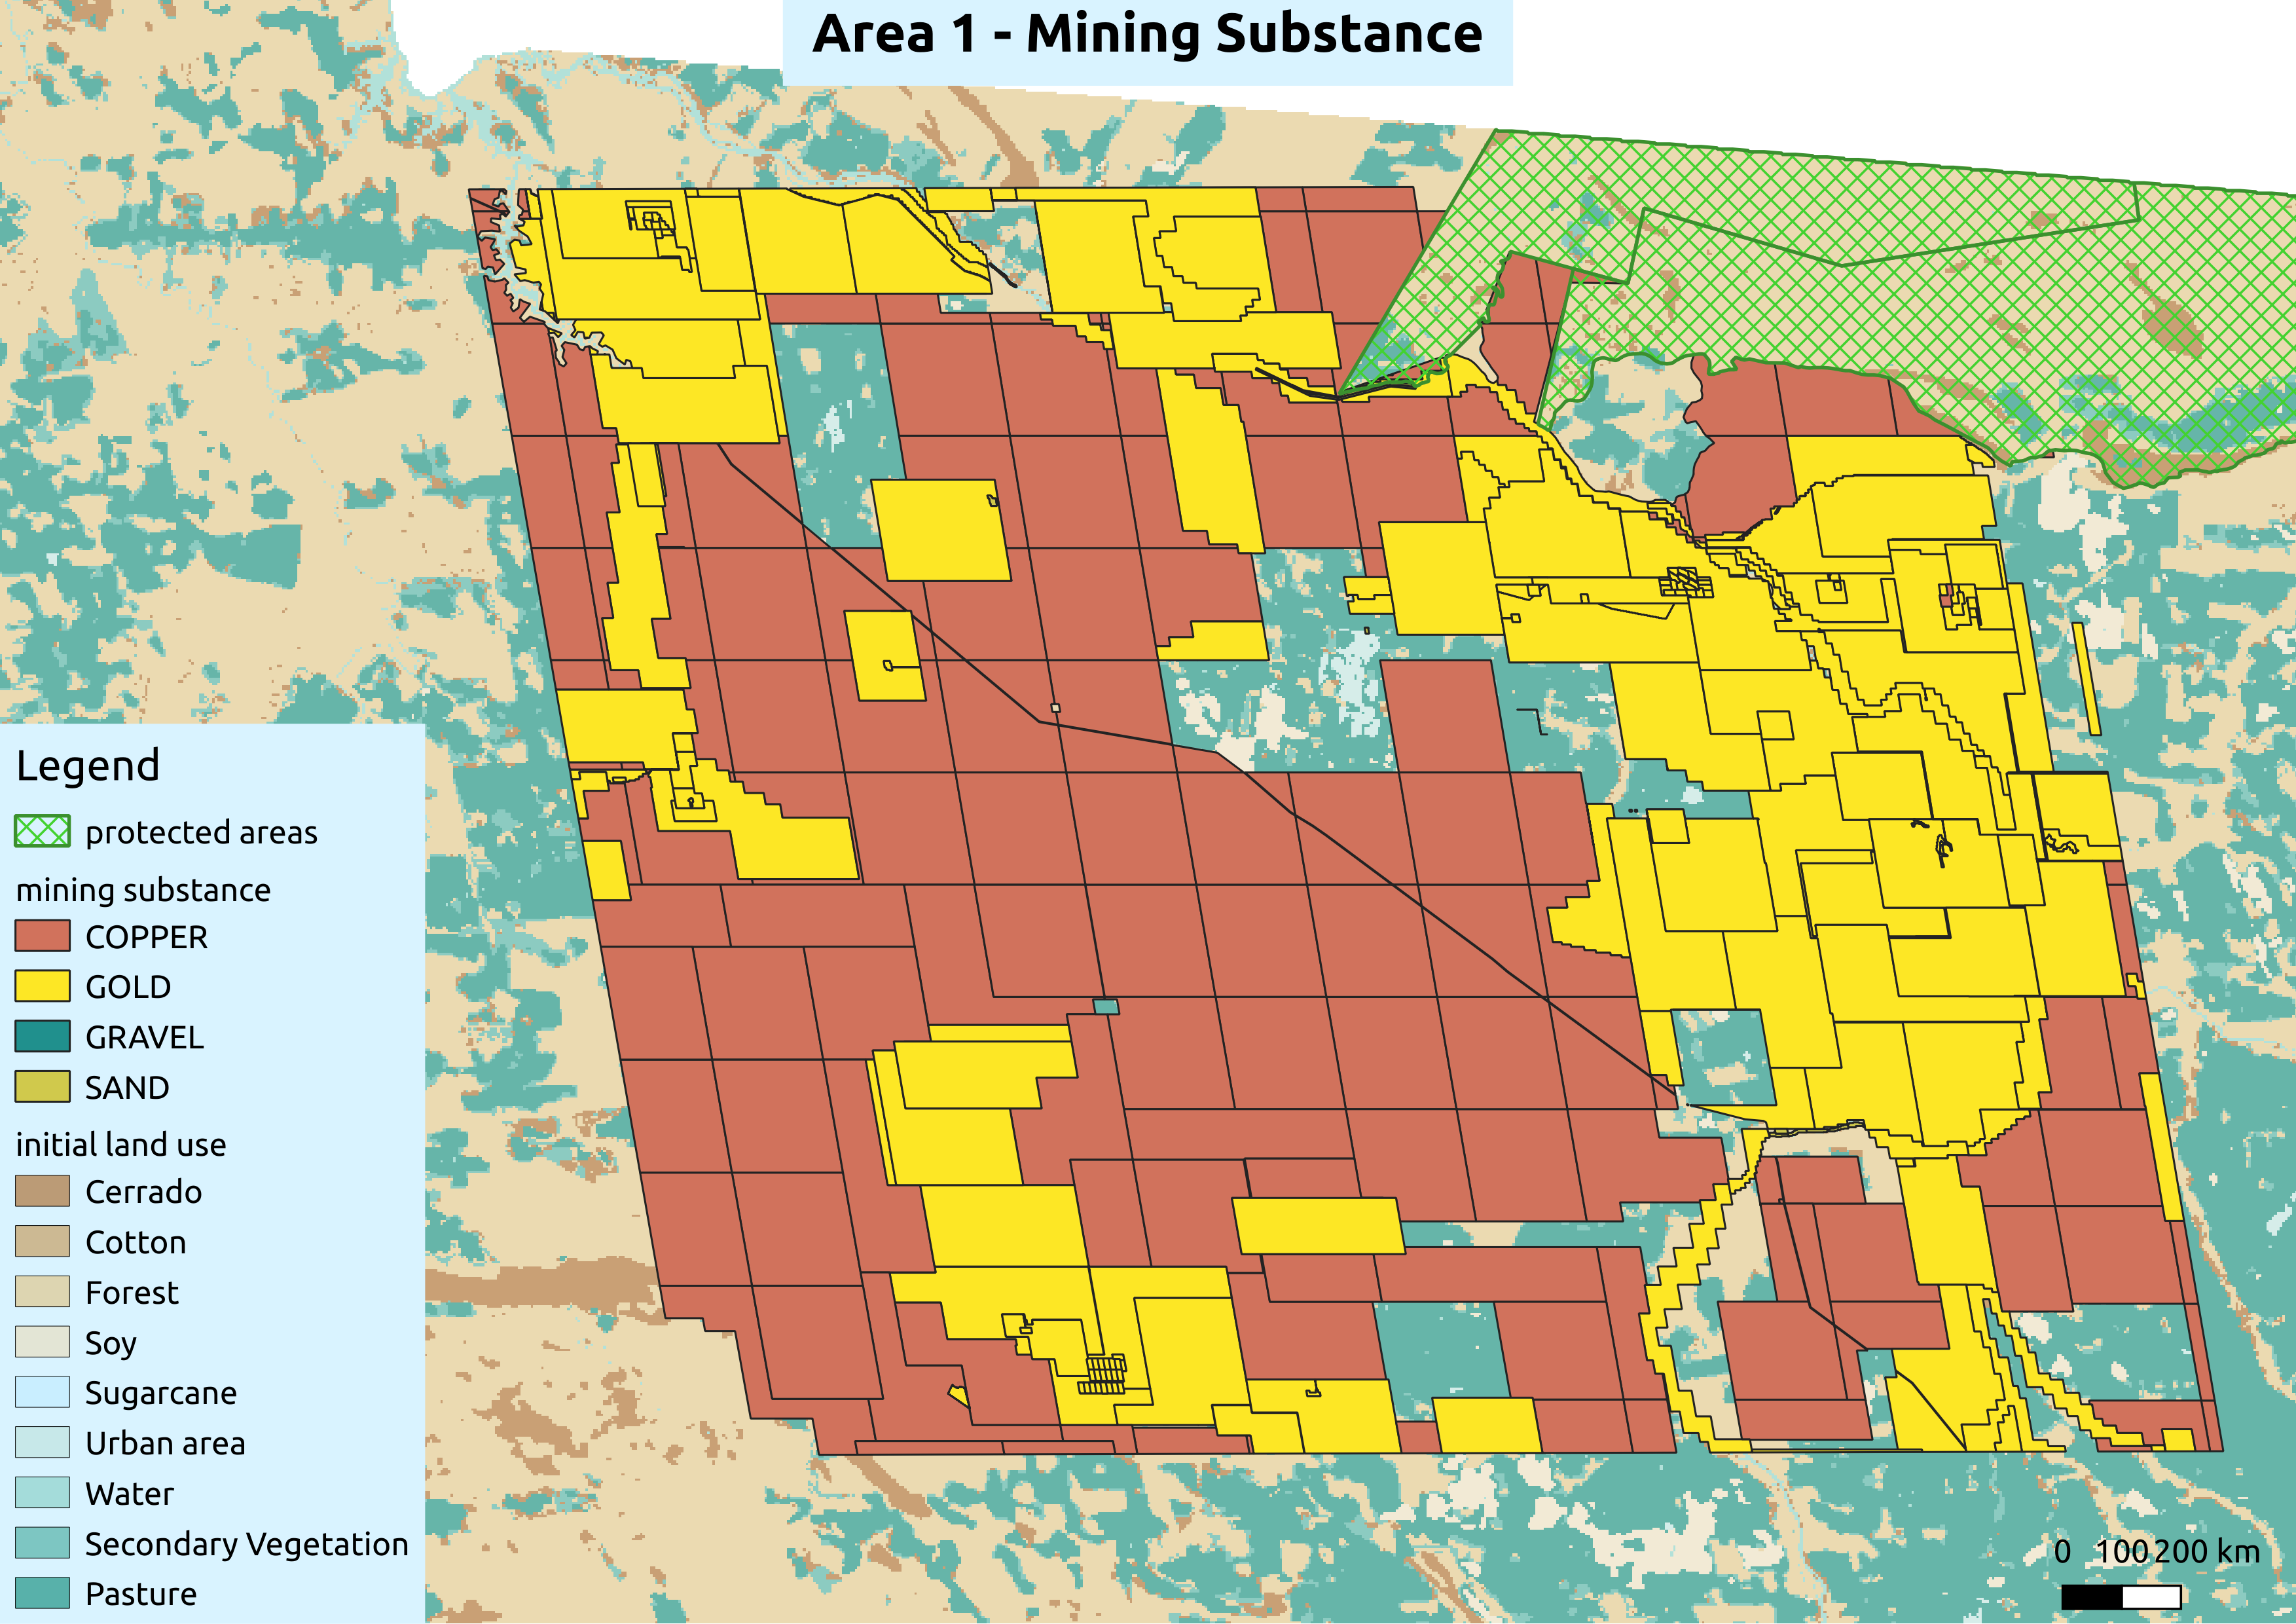 Area 1 - Mining Substance
Legend
protected areas
mining substance
COPPER
GOLD
GRAVEL
SAND
initial land use
Cerrado
Cotton
Forest
Soy
Sugarcane
Urban area
Water
Secondary Vegetation
Pasture
0 100 200 km